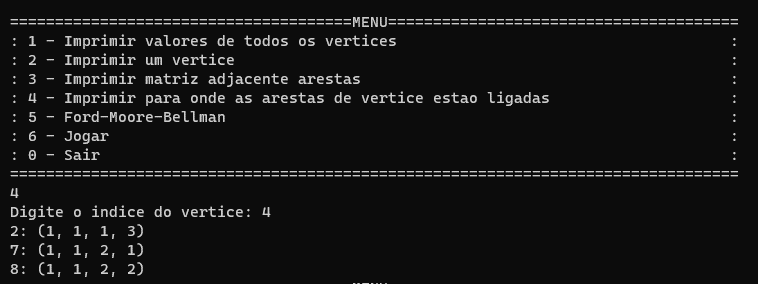 ======================================MENU=======================================
: 1 - Imprimir valores de todos os vertices                                     :
: 2 - Imprimir um vertice                                                       :
: 3 - Imprimir matriz adjacente arestas                                         :
: 4 - Imprimir para onde as arestas de vertice estao ligadas                    :
: 5 - Ford-Moore-Bellman                                                        :
: 6 - Jogar                                                                     :
: 0 - Sair                                                                      :
=================================================================================
4
Digite o indice do vertice: 4
2: (1, 1, 1, 3)
7: (1, 1, 2, 1)
8: (1, 1, 2, 2)